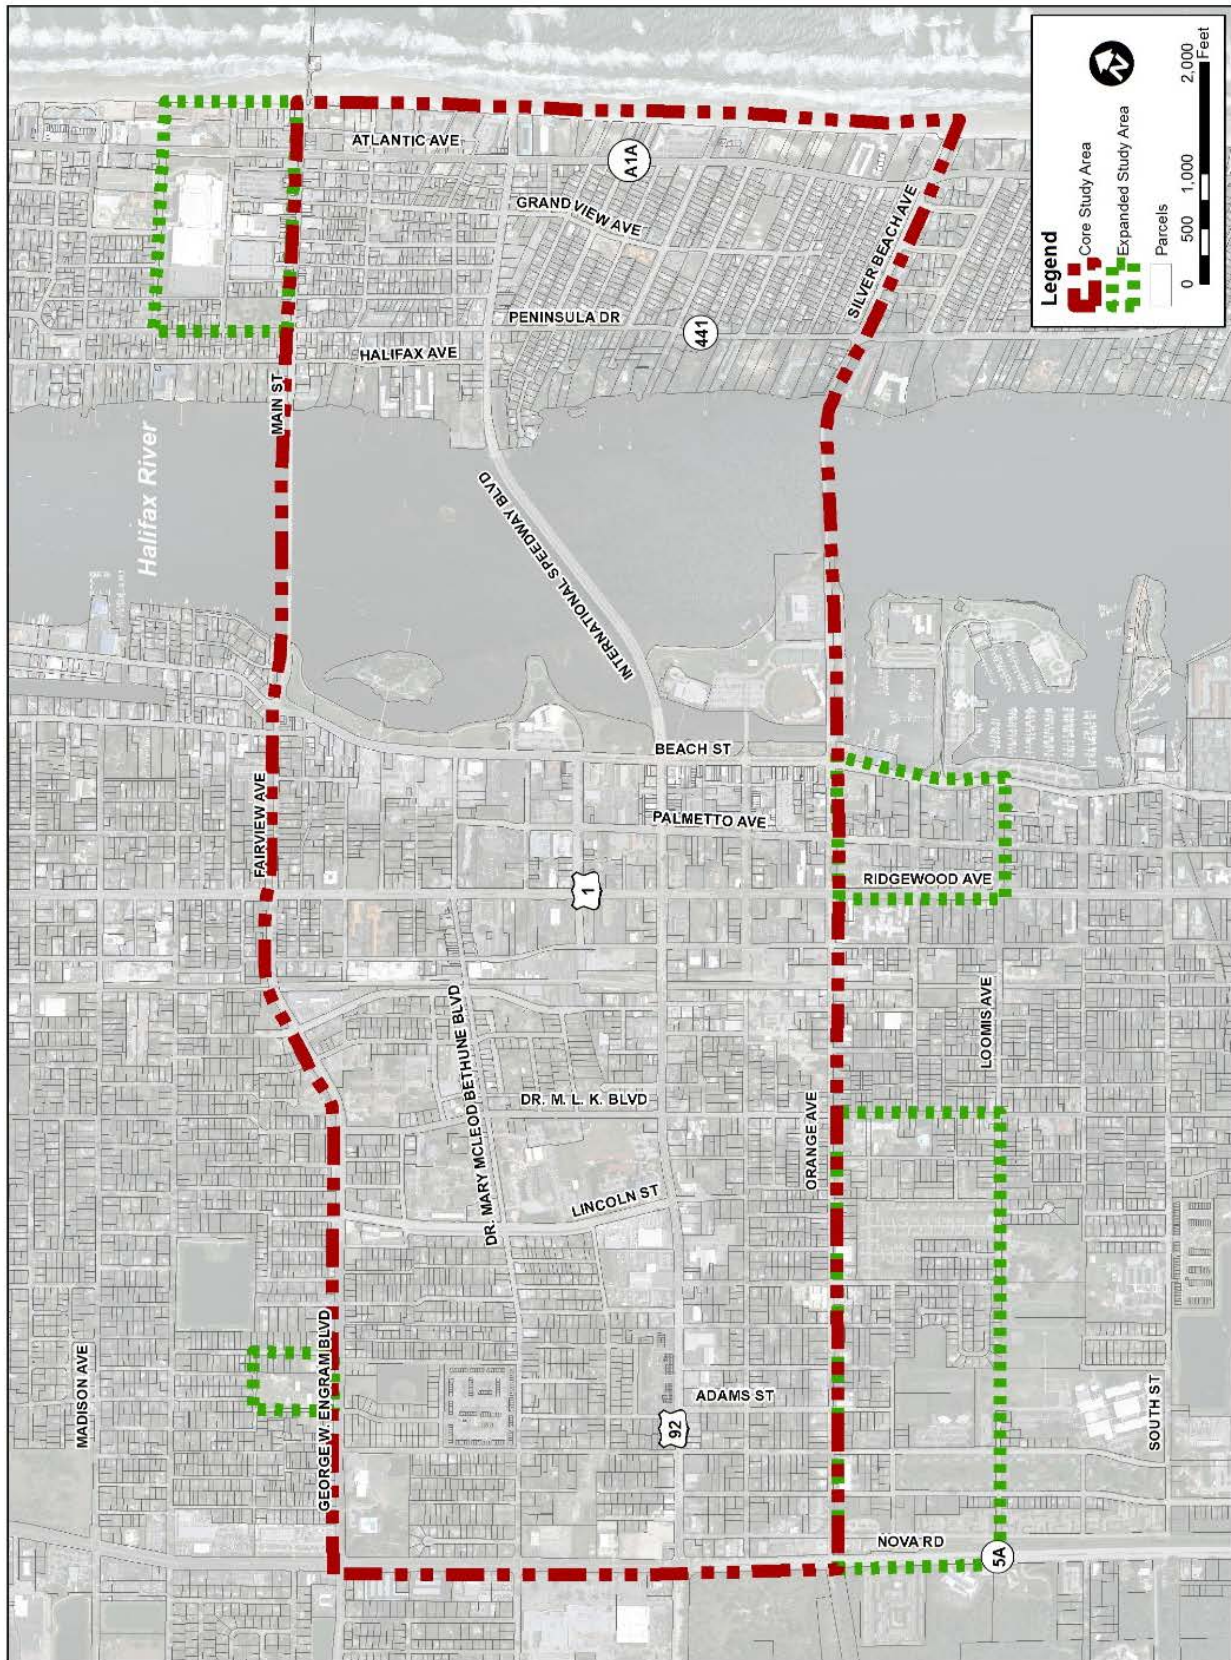 ATLANTIC AVE
A1A
GRAND VIEW AVE
SILVER BEACH AVE
PENINSULA DR
441
HALIFAX AVE
MAIN ST
Halifax River
INTERNATIONAL SPEEDWAY BLVD
BEACH ST
FAIRVIEW AVE
PALMETTO AVE
RIDGEWOOD AVE
1
LOOMIS AVE
DR. MARY MCLEOD BETHUNE BLVD
DR. M. L. K. BLVD
ORANGE AVE
LINCOLN ST
GEORGE W. ENGRAM BLVD
MADISON AVE
ADAMS ST
92
SOUTH ST
NOVA RD
5A
Legend
Core Study Area
Expanded Study Area
Parcels
N
0 500 1,000 2,000
Feet